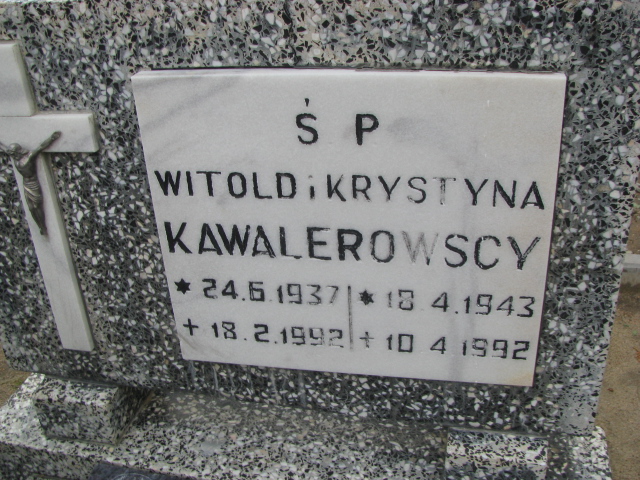 Ś P
WITOLD i KRYSTYNA
KAWALEROWSCY
* 24.6.1937 | * 18.4.1943
+ 18.2.1992 | + 10.4.1992